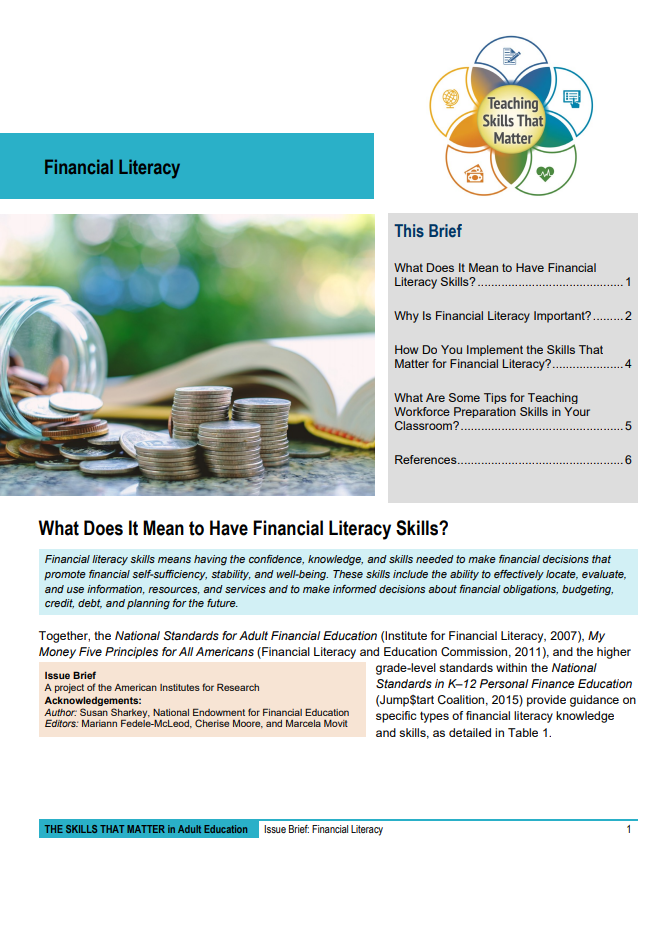 Teaching
Skills That
Matter
Financial Literacy
This Brief
What Does It Mean to Have Financial
Literacy Skills?.............................................1
Why Is Financial Literacy Important?.........2
How Do You Implement the Skills That
Matter for Financial Literacy?......................4
What Are Some Tips for Teaching
Workforce Preparation Skills in Your
Classroom?..................................................5
References...................................................6
What Does It Mean to Have Financial Literacy Skills?
Financial literacy skills means having the confidence, knowledge, and skills needed to make financial decisions that
promote financial self-sufficiency, stability, and well-being. These skills include the ability to effectively locate, evaluate,
and use information, resources, and services and to make informed decisions about financial obligations, budgeting,
credit, debt, and planning for the future.
Together, the National Standards for Adult Financial Education (Institute for Financial Literacy, 2007), My
Money Five Principles for All Americans (Financial Literacy and Education Commission, 2011), and the higher
grade-level standards within the National
Standards in K–12 Personal Finance Education
(Jump$tart Coalition, 2015) provide guidance on
specific types of financial literacy knowledge
and skills, as detailed in Table 1.
Issue Brief
A project of the American Institutes for Research
Acknowledgements:
Author: Susan Sharkey, National Endowment for Financial Education
Editors: Mariann Fedele-McLeod, Cherise Moore, and Marcela Movit
THE SKILLS THAT MATTER in Adult Education Issue Brief: Financial Literacy 1